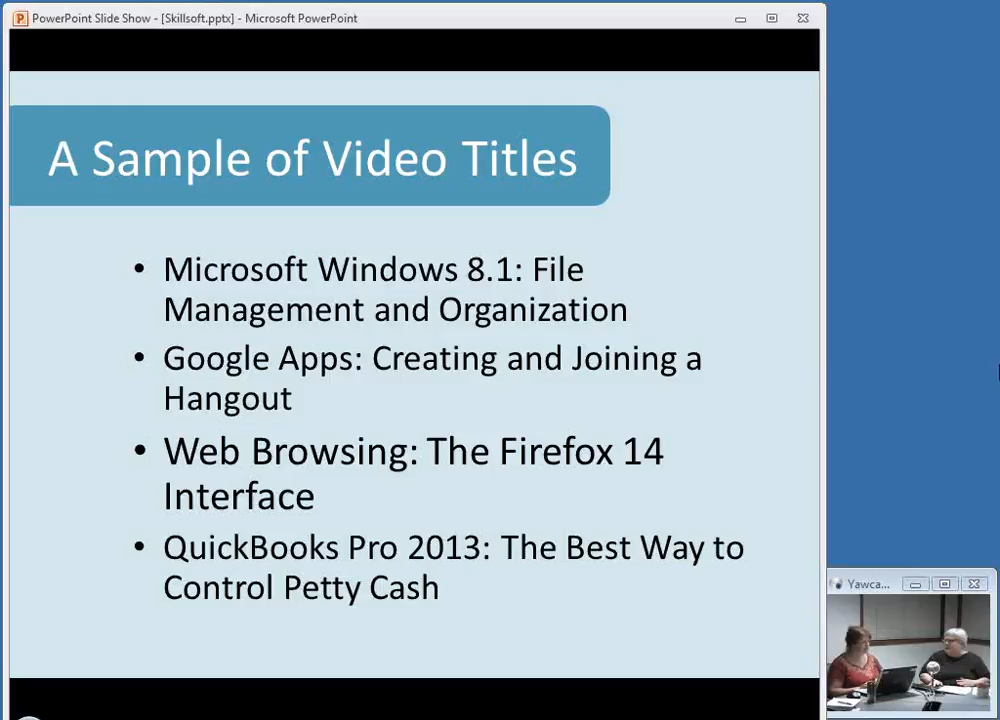 PowerPoint Slide Show - [Skillsoft.pptx] - Microsoft PowerPoint
A Sample of Video Titles
• Microsoft Windows 8.1: File
Management and Organization
• Google Apps: Creating and Joining a
Hangout
• Web Browsing: The Firefox 14
Interface
• QuickBooks Pro 2013: The Best Way to
Control Petty Cash
Yawca...